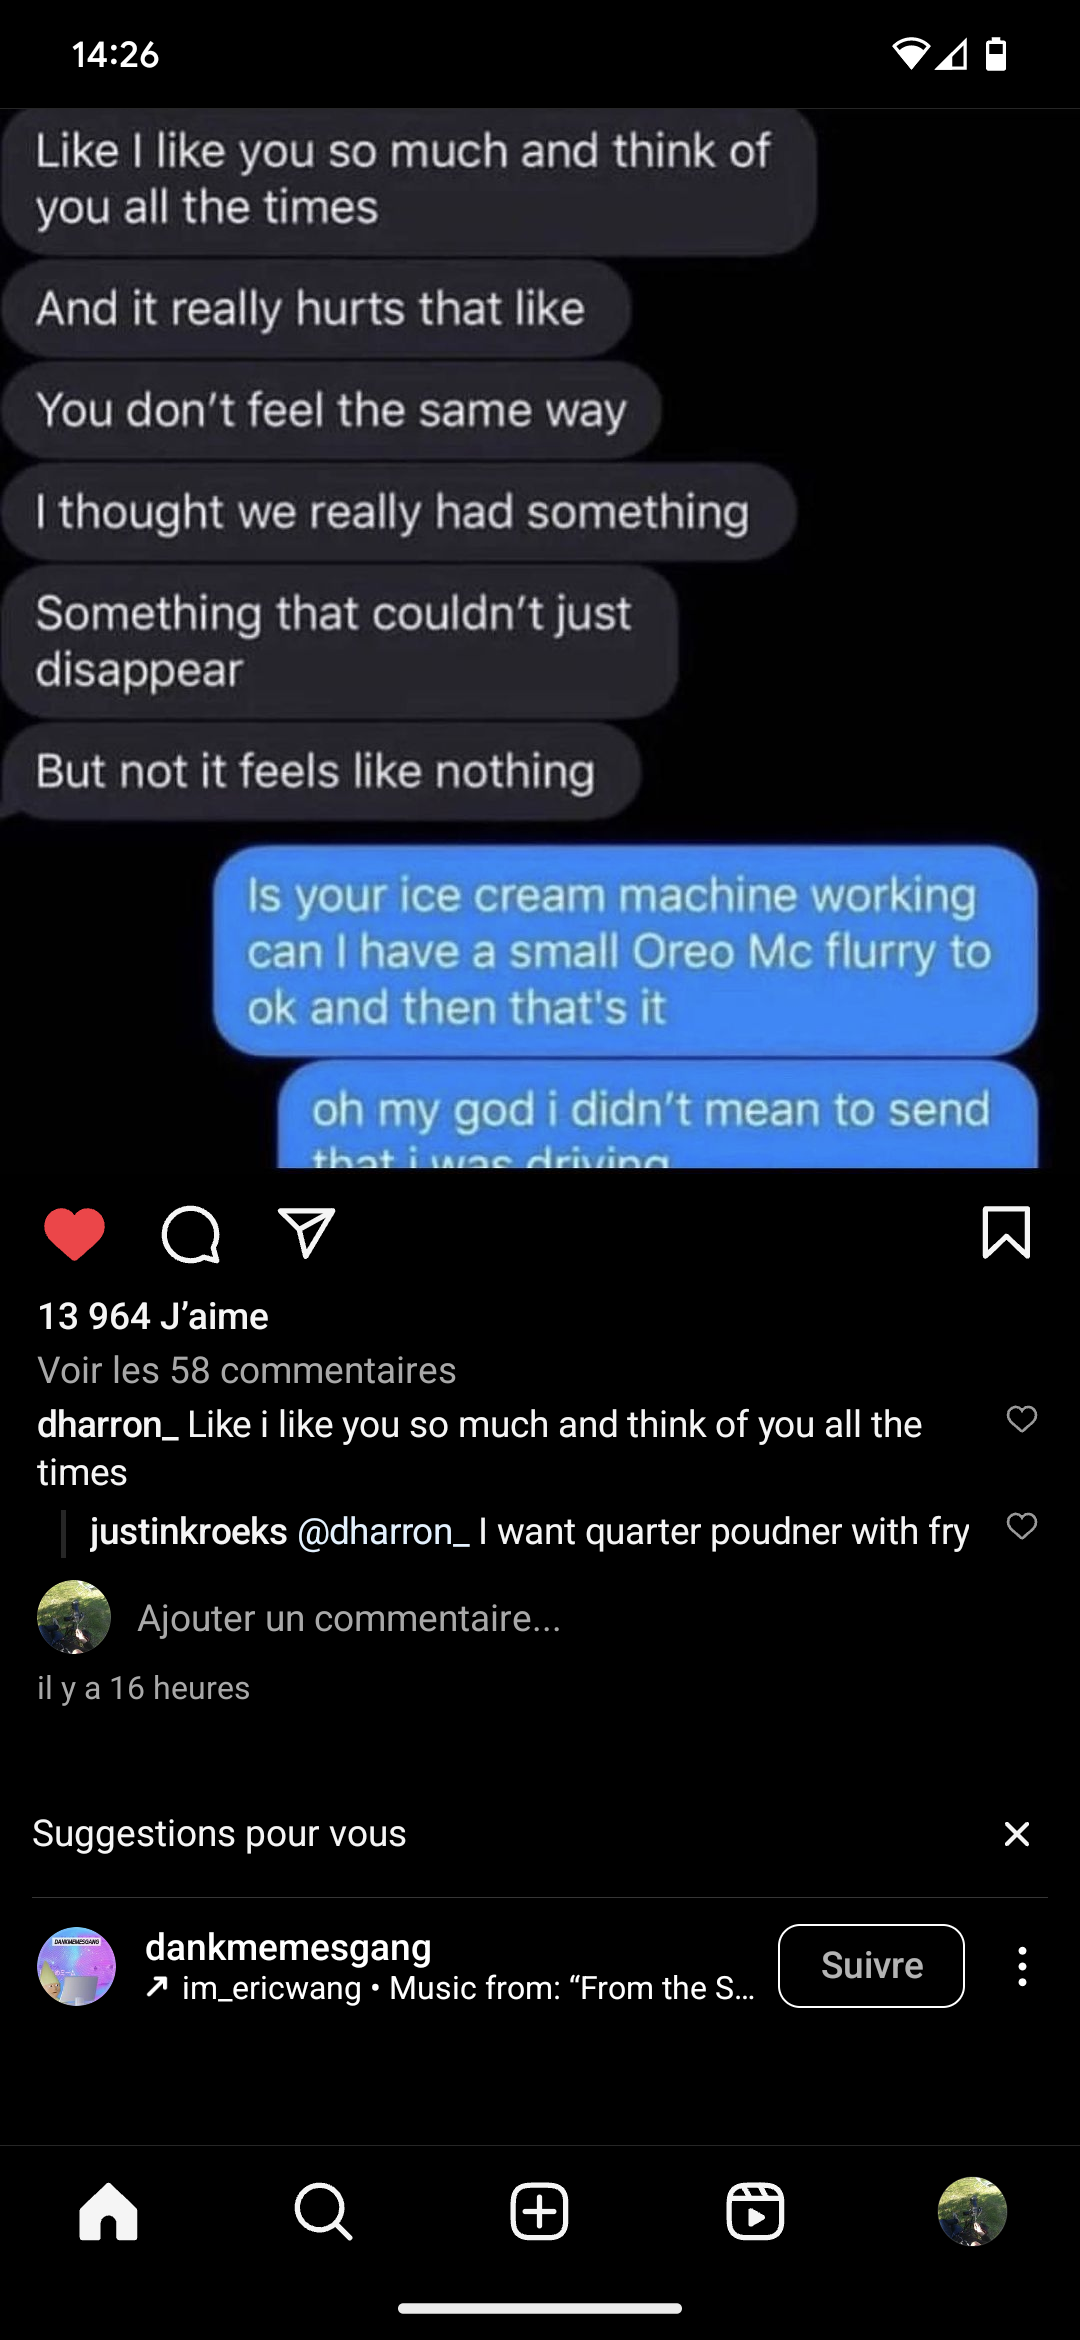 14:26
Like I like you so much and think of
you all the times
And it really hurts that like
You don't feel the same way
I thought we really had something
Something that couldn't just
disappear
But not it feels like nothing
Is your ice cream machine working
can I have a small Oreo Mc flurry to
ok and then that's it
oh my god i didn't mean to send
that i was driving
13 964 J'aime
Voir les 58 commentaires
dharron_ Like i like you so much and think of you all the
times
justinkroeks @dharron_ I want quarter poudner with fry
Ajouter un commentaire...
il y a 16 heures
Suggestions pour vous
DANKMEMESGANG
dankmemesgang
Suivre
im_ericwang • Music from: “From the S...